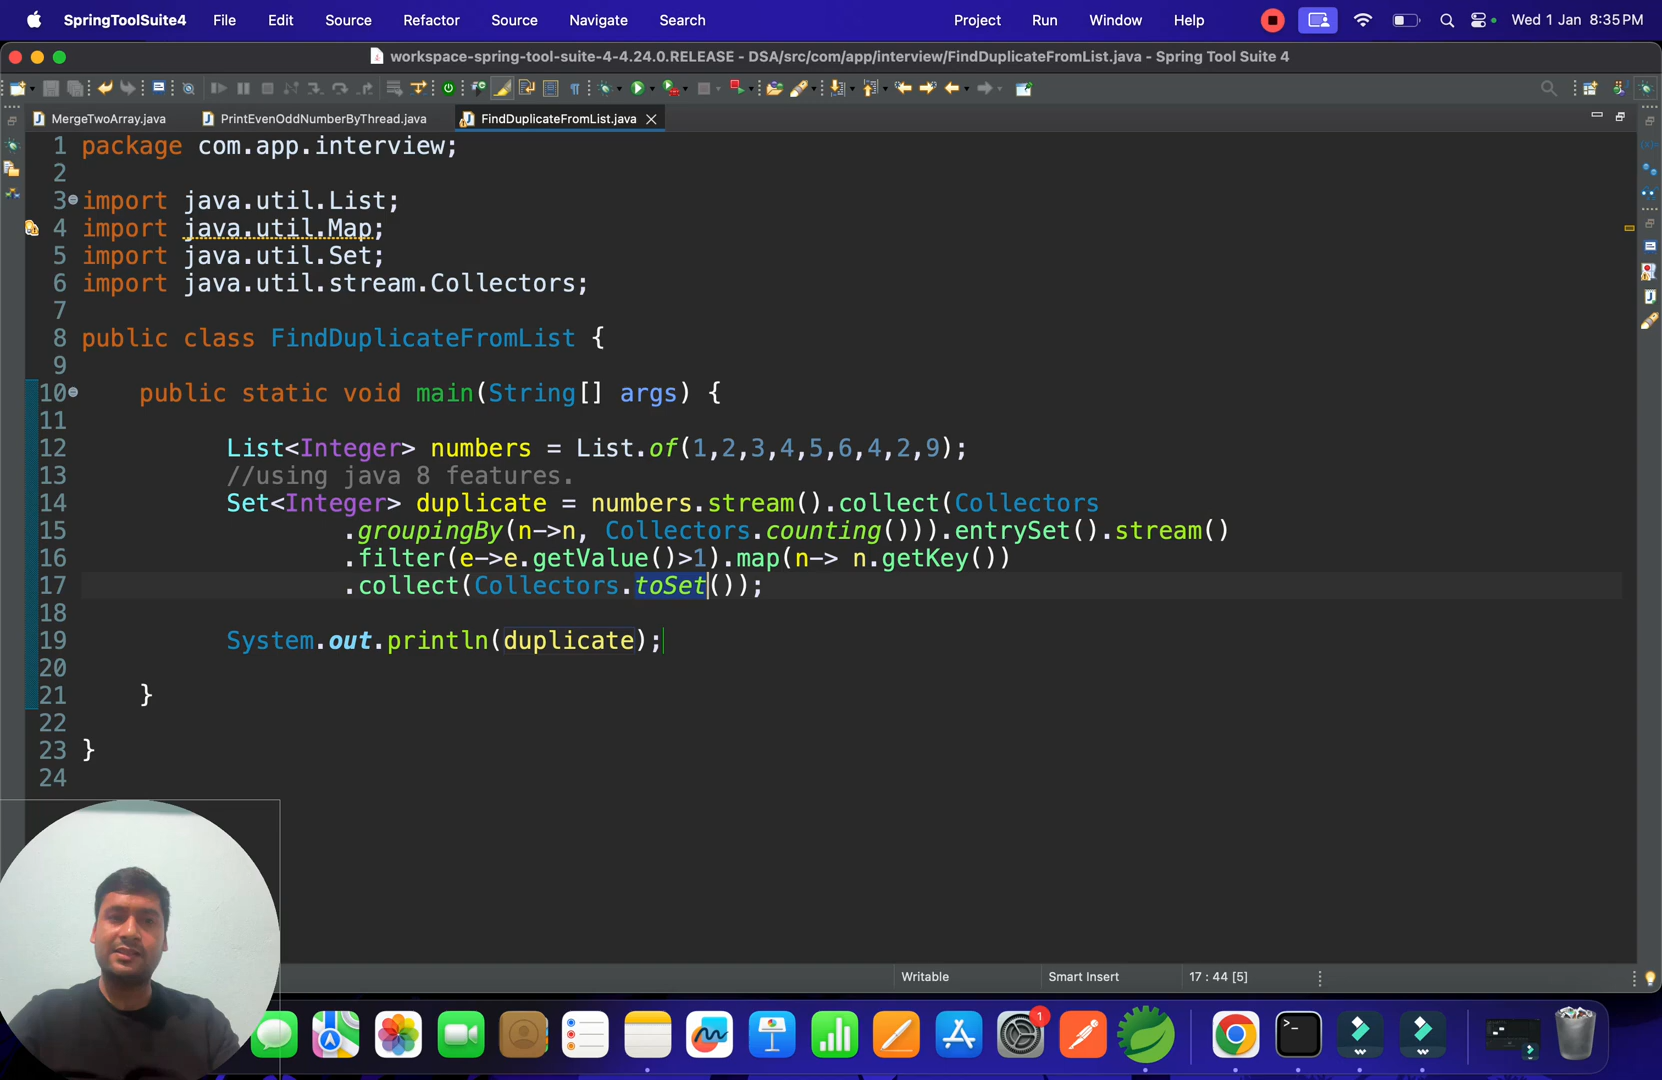 SpringToolSuite4 File Edit Source Refactor Source Navigate Search Project Run Window Help Wed 1 Jan 8:35 PM
workspace-spring-tool-suite-4-4.24.0.RELEASE - DSA/src/com/app/interview/FindDuplicateFromList.java - Spring Tool Suite 4
MergeTwoArray.java PrintEvenOddNumberByThread.java FindDuplicateFromList.java
1 package com.app.interview;
2
3 import java.util.List;
4 import java.util.Map;
5 import java.util.Set;
6 import java.util.stream.Collectors;
7
8 public class FindDuplicateFromList {
9
10 public static void main(String[] args) {
11
12 List<Integer> numbers = List.of(1,2,3,4,5,6,4,2,9);
13 //using java 8 features.
14 Set<Integer> duplicate = numbers.stream().collect(Collectors
15 .groupingBy(n->n, Collectors.counting())).entrySet().stream()
16 .filter(e->e.getValue()>1).map(n-> n.getKey())
17 .collect(Collectors.toSet());
18
19 System.out.println(duplicate);
20
21 }
22
23 }
24
Writable Smart Insert 17 : 44 [5]
1